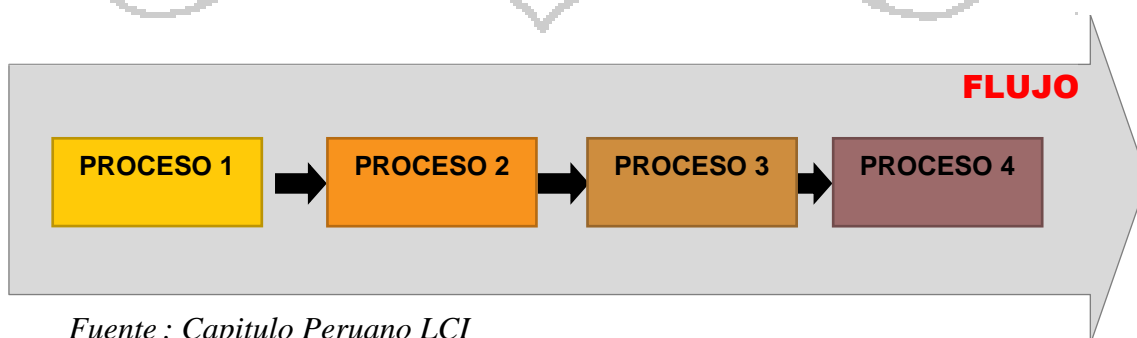 FLUJO
PROCESO 1
PROCESO 2
PROCESO 3
PROCESO 4
Fuente : Capitulo Peruano LCI